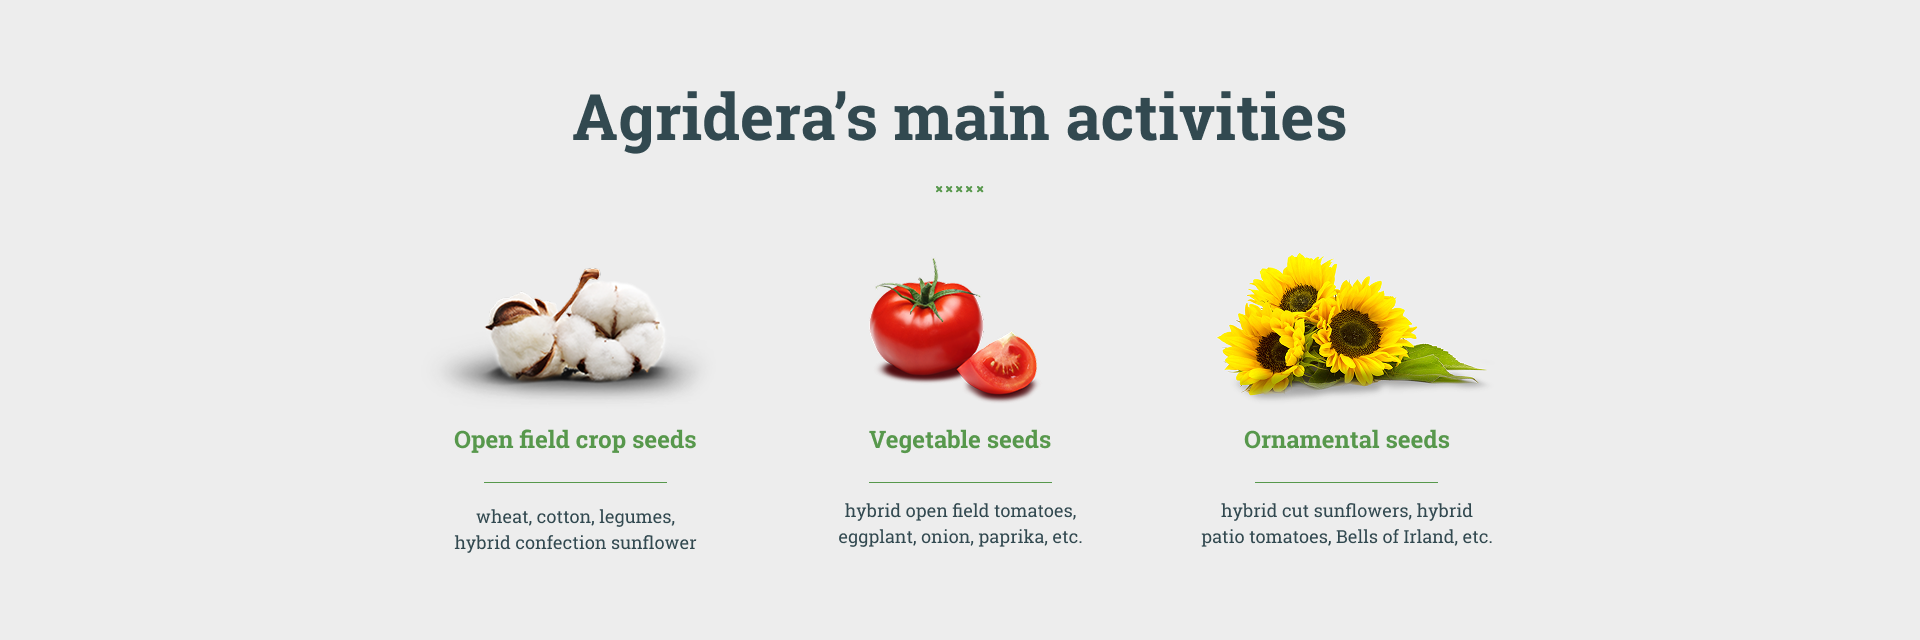 Agridera’s main activities
Open field crop seeds
wheat, cotton, legumes,
hybrid confection sunflower
Vegetable seeds
hybrid open field tomatoes,
eggplant, onion, paprika, etc.
Ornamental seeds
hybrid cut sunflowers, hybrid
patio tomatoes, Bells of Irland, etc.